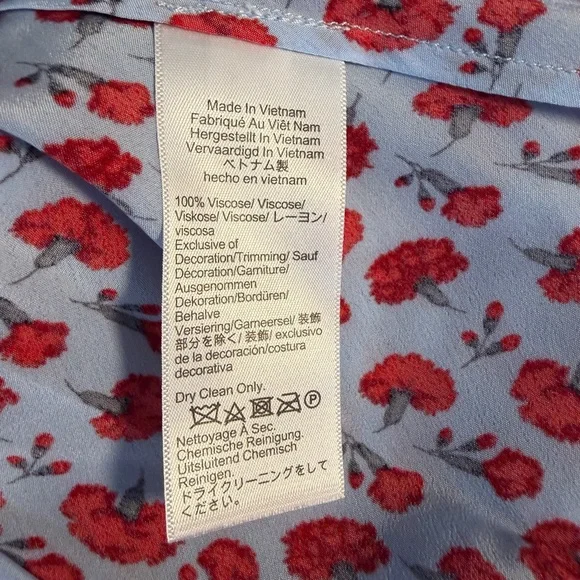 Made In Vietnam
Fabriqué Au Viêt Nam
Hergestellt In Vietnam
Vervaardigd In Vietnam
ベトナム製
hecho en vietnam
100% Viscose/ Viscose/
Viskose/ Viscose/ レーヨン/
viscosa
Exclusive of
Decoration/Trimming/ Sauf
Décoration/Garniture/
Ausgenommen
Dekoration/Bordüren/
Behalve
Versiering/Garneersel/ 装飾
部分を除く/ 装飾/ exclusivo
de la decoración/costura
decorativa
Dry Clean Only.
P
Nettoyage À Sec.
Chemische Reinigung.
Uitsluitend Chemisch
Reinigen.
ドライクリーニングをして
ください。